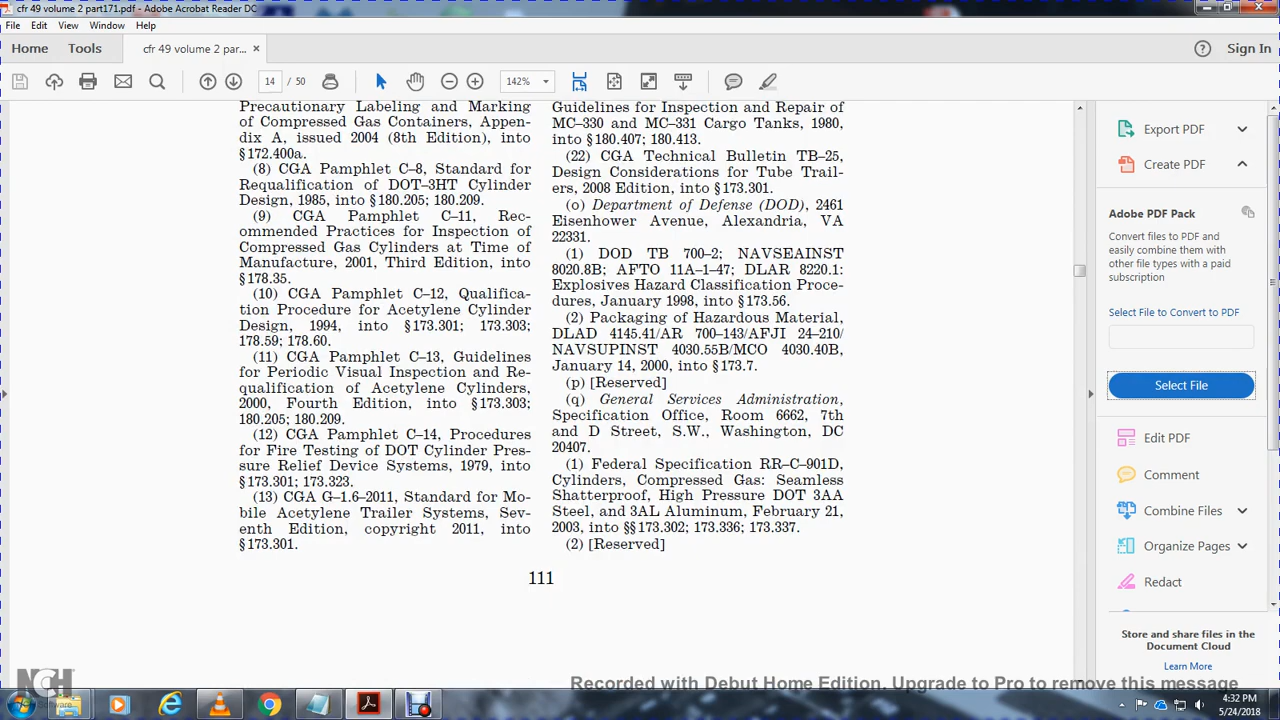 cfr 49 volume 2 part171.pdf - Adobe Acrobat Reader DC
File Edit View Window Help
Home Tools cfr 49 volume 2 par... × Sign In
14 / 50 142%
Precautionary Labeling and Marking
of Compressed Gas Containers, Appen-
dix A, issued 2004 (8th Edition), into
§172.400a.
(8) CGA Pamphlet C–8, Standard for
Requalification of DOT–3HT Cylinder
Design, 1985, into §180.205; 180.209.
(9) CGA Pamphlet C–11, Rec-
ommended Practices for Inspection of
Compressed Gas Cylinders at Time of
Manufacture, 2001, Third Edition, into
§178.35.
(10) CGA Pamphlet C–12, Qualifica-
tion Procedure for Acetylene Cylinder
Design, 1994, into §173.301; 173.303;
178.59; 178.60.
(11) CGA Pamphlet C–13, Guidelines
for Periodic Visual Inspection and Re-
qualification of Acetylene Cylinders,
2000, Fourth Edition, into §173.303;
180.205; 180.209.
(12) CGA Pamphlet C–14, Procedures
for Fire Testing of DOT Cylinder Pres-
sure Relief Device Systems, 1979, into
§173.301; 173.323.
(13) CGA G–1.6–2011, Standard for Mo-
bile Acetylene Trailer Systems, Sev-
enth Edition, copyright 2011, into
§173.301.
Guidelines for Inspection and Repair of
MC–330 and MC–331 Cargo Tanks, 1980,
into §180.407; 180.413.
(22) CGA Technical Bulletin TB–25,
Design Considerations for Tube Trail-
ers, 2008 Edition, into §173.301.
(o) Department of Defense (DOD), 2461
Eisenhower Avenue, Alexandria, VA
22331.
(1) DOD TB 700–2; NAVSEAINST
8020.8B; AFTO 11A–1–47; DLAR 8220.1:
Explosives Hazard Classification Proce-
dures, January 1998, into §173.56.
(2) Packaging of Hazardous Material,
DLAD 4145.41/AR 700–143/AFJI 24–210/
NAVSUPINST 4030.55B/MCO 4030.40B,
January 14, 2000, into §173.7.
(p) [Reserved]
(q) General Services Administration,
Specification Office, Room 6662, 7th
and D Street, S.W., Washington, DC
20407.
(1) Federal Specification RR–C–901D,
Cylinders, Compressed Gas: Seamless
Shatterproof, High Pressure DOT 3AA
Steel, and 3AL Aluminum, February 21,
2003, into §§173.302; 173.336; 173.337.
(2) [Reserved]
111
Export PDF
Create PDF
Adobe PDF Pack
Convert files to PDF and
easily combine them with
other file types with a paid
subscription
Select File to Convert to PDF
Select File
Edit PDF
Comment
Combine Files
Organize Pages
Redact
Store and share files in the
Document Cloud
Learn More
NCH
Software
Recorded with Debut Home Edition. Upgrade to Pro to remove this message
4:32 PM
5/24/2018